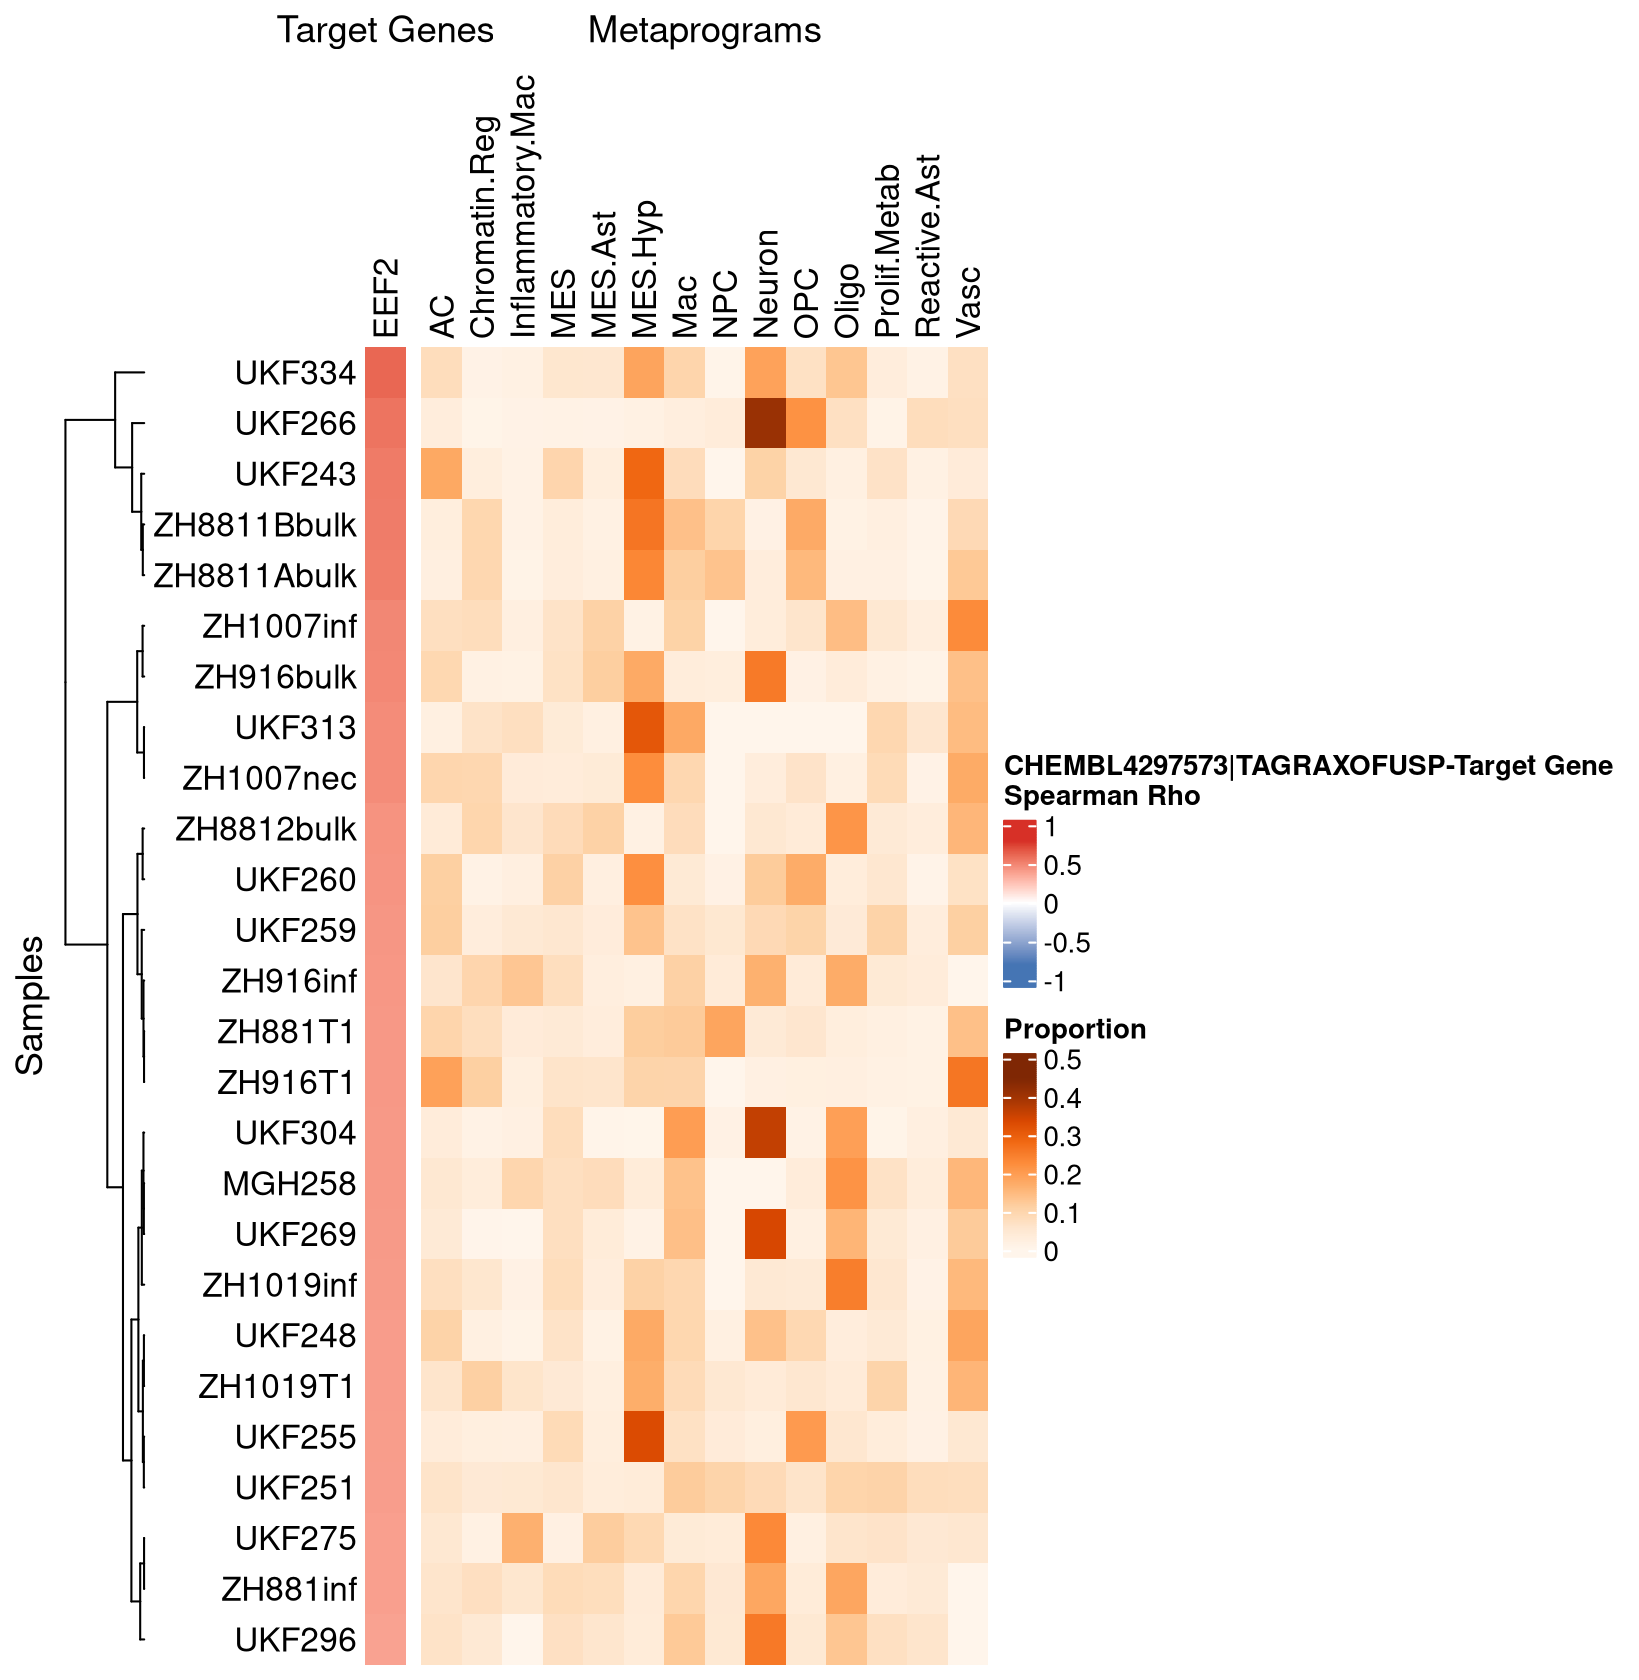 Target Genes Metaprograms
EEF2 AC Chromatin.Reg Inflammatory.Mac MES MES.Ast MES.Hyp Mac NPC Neuron OPC Oligo Prolif.Metab Reactive.Ast Vasc
Samples
UKF334
UKF266
UKF243
ZH8811Bbulk
ZH8811Abulk
ZH1007inf
ZH916bulk
UKF313
ZH1007nec
ZH8812bulk
UKF260
UKF259
ZH916inf
ZH881T1
ZH916T1
UKF304
MGH258
UKF269
ZH1019inf
UKF248
ZH1019T1
UKF255
UKF251
UKF275
ZH881inf
UKF296
CHEMBL4297573|TAGRAXOFUSP-Target Gene
Spearman Rho
1
0.5
0
-0.5
-1
Proportion
0.5
0.4
0.3
0.2
0.1
0